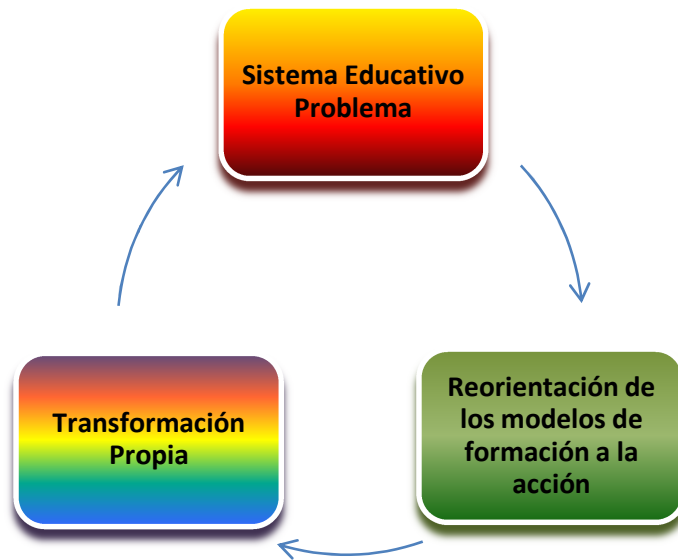 Sistema Educativo
Problema
Reorientación de
los modelos de
formación a la
acción
Transformación
Propia